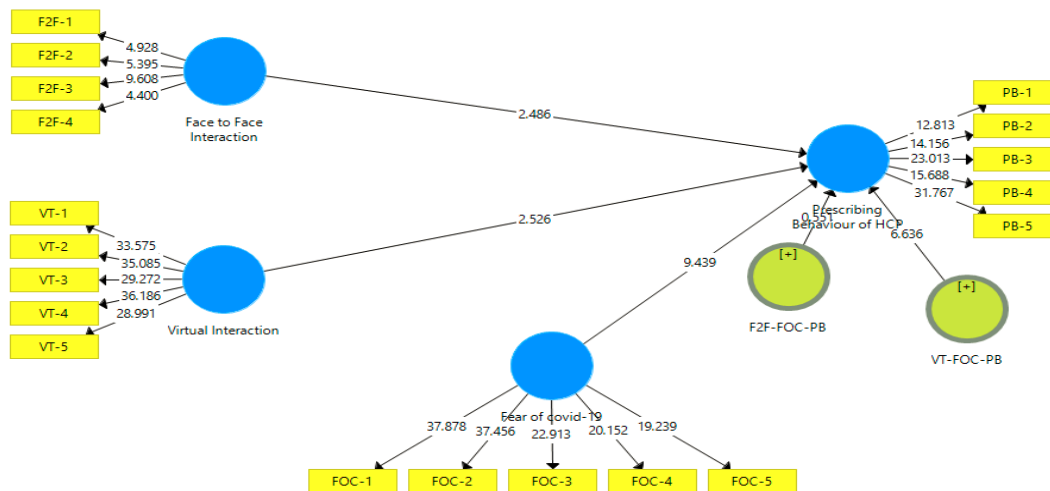 F2F-1
F2F-2
F2F-3
F2F-4
4.928
5.395
9.608
4.400
Face to Face
Interaction
2.486
PB-1
PB-2
PB-3
PB-4
PB-5
12.813
14.156
23.013
15.688
31.767
Prescribing
Behaviour of HCP
VT-1
VT-2
VT-3
VT-4
VT-5
33.575
35.085
29.272
36.186
28.991
Virtual Interaction
2.526
9.439
0.551
6.636
[+]
F2F-FOC-PB
[+]
VT-FOC-PB
Fear of covid-19
37.878
37.456
22.913
20.152
19.239
FOC-1
FOC-2
FOC-3
FOC-4
FOC-5